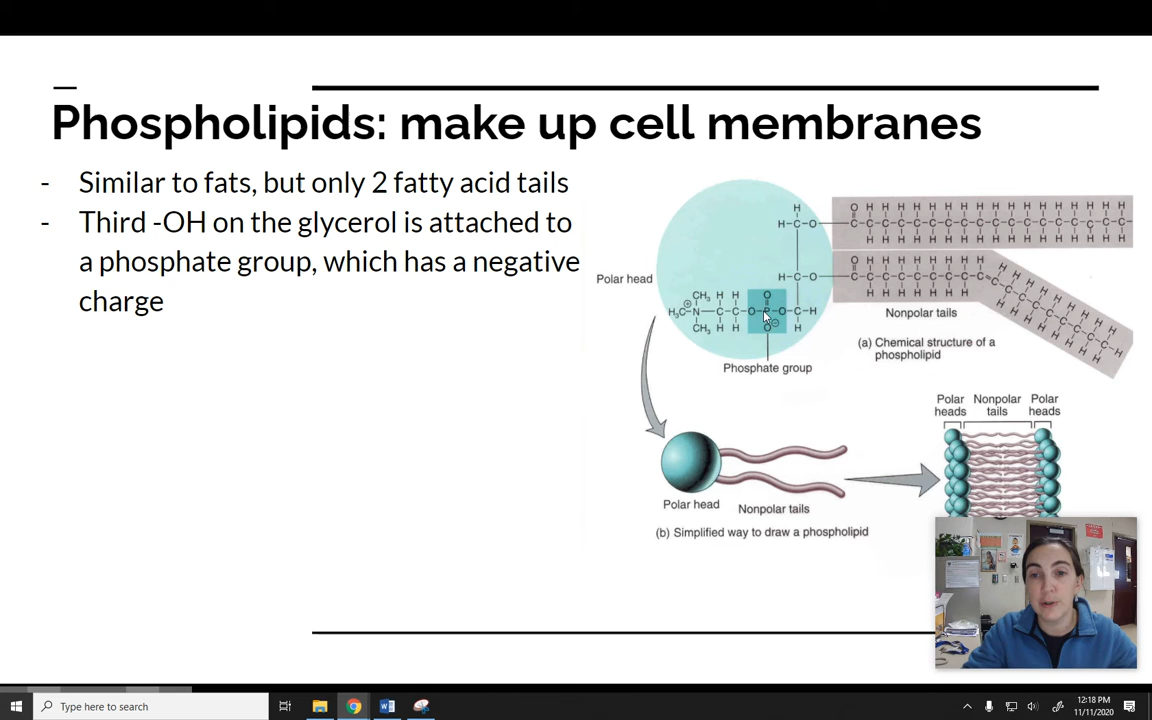 Phospholipids: make up cell membranes
- Similar to fats, but only 2 fatty acid tails
- Third -OH on the glycerol is attached to
a phosphate group, which has a negative
charge
Polar head
Phosphate group
Nonpolar tails
(a) Chemical structure of a
phospholipid
Polar head
Nonpolar tails
(b) Simplified way to draw a phospholipid
Polar
heads
Nonpolar
tails
Polar
heads
Type here to search
12:18 PM
11/11/2020